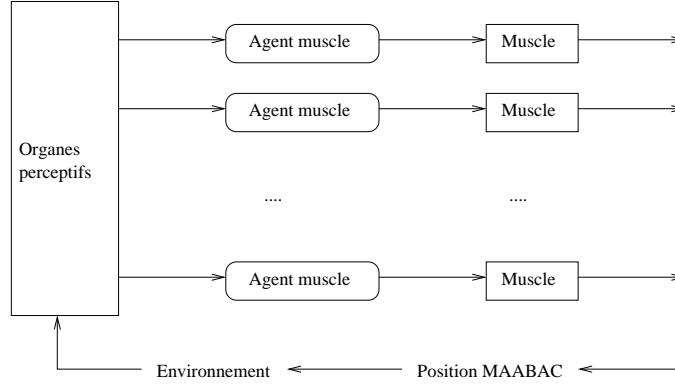 Agent muscle
Muscle
Agent muscle
Muscle
Organes
perceptifs
....
....
Agent muscle
Muscle
Environnement
Position MAABAC